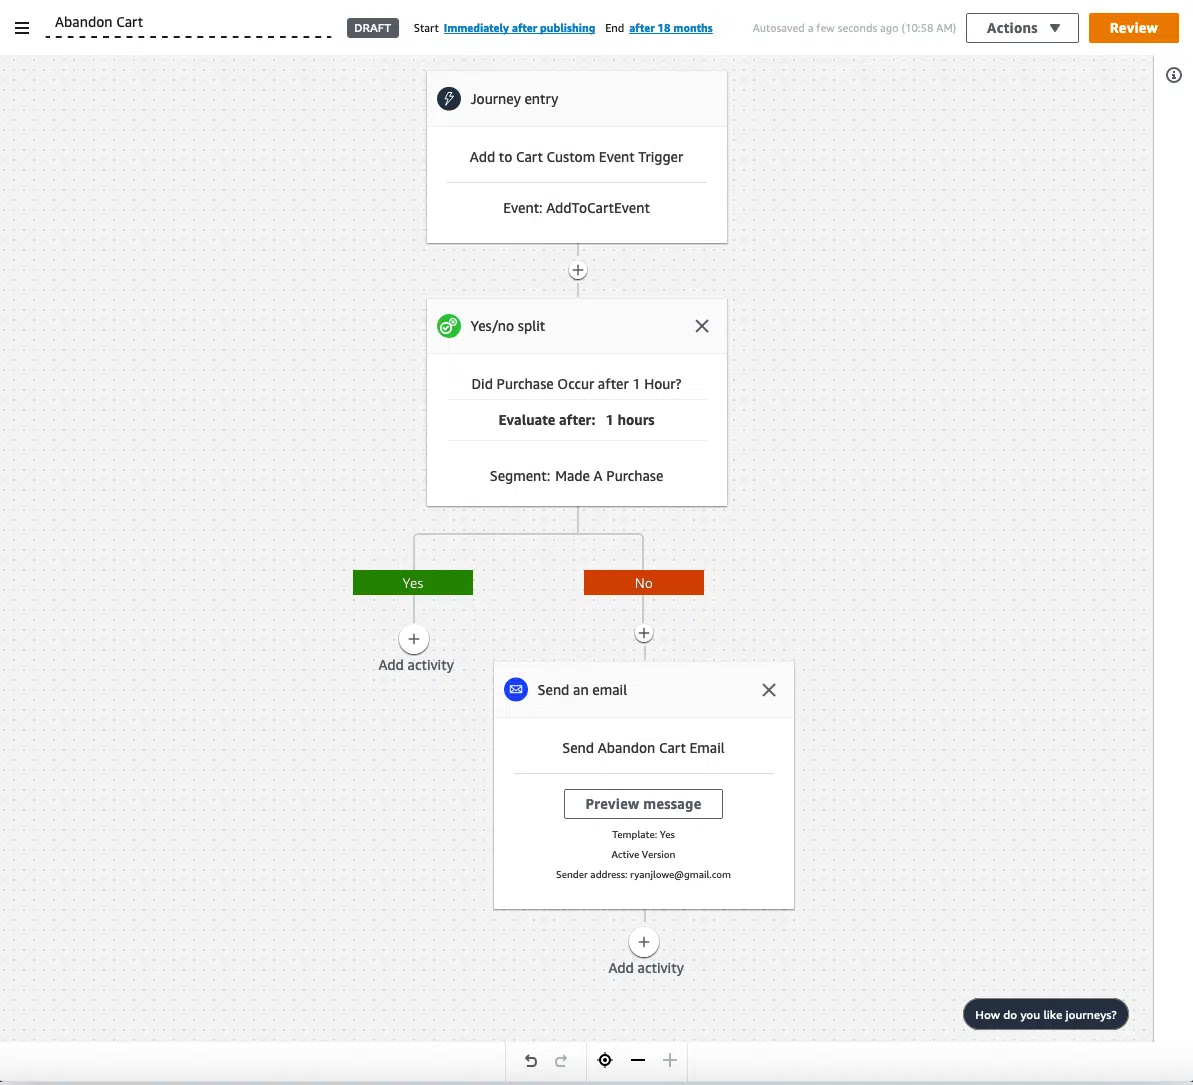 Abandon Cart
DRAFT
Start Immediately after publishing End after 18 months
Autosaved a few seconds ago (10:58 AM)
Actions
Review
Journey entry
Add to Cart Custom Event Trigger
Event: AddToCartEvent
Yes/no split
Did Purchase Occur after 1 Hour?
Evaluate after: 1 hours
Segment: Made A Purchase
Yes
No
Add activity
Send an email
Send Abandon Cart Email
Preview message
Template: Yes
Active Version
Sender address: ryanjlowe@gmail.com
Add activity
How do you like journeys?